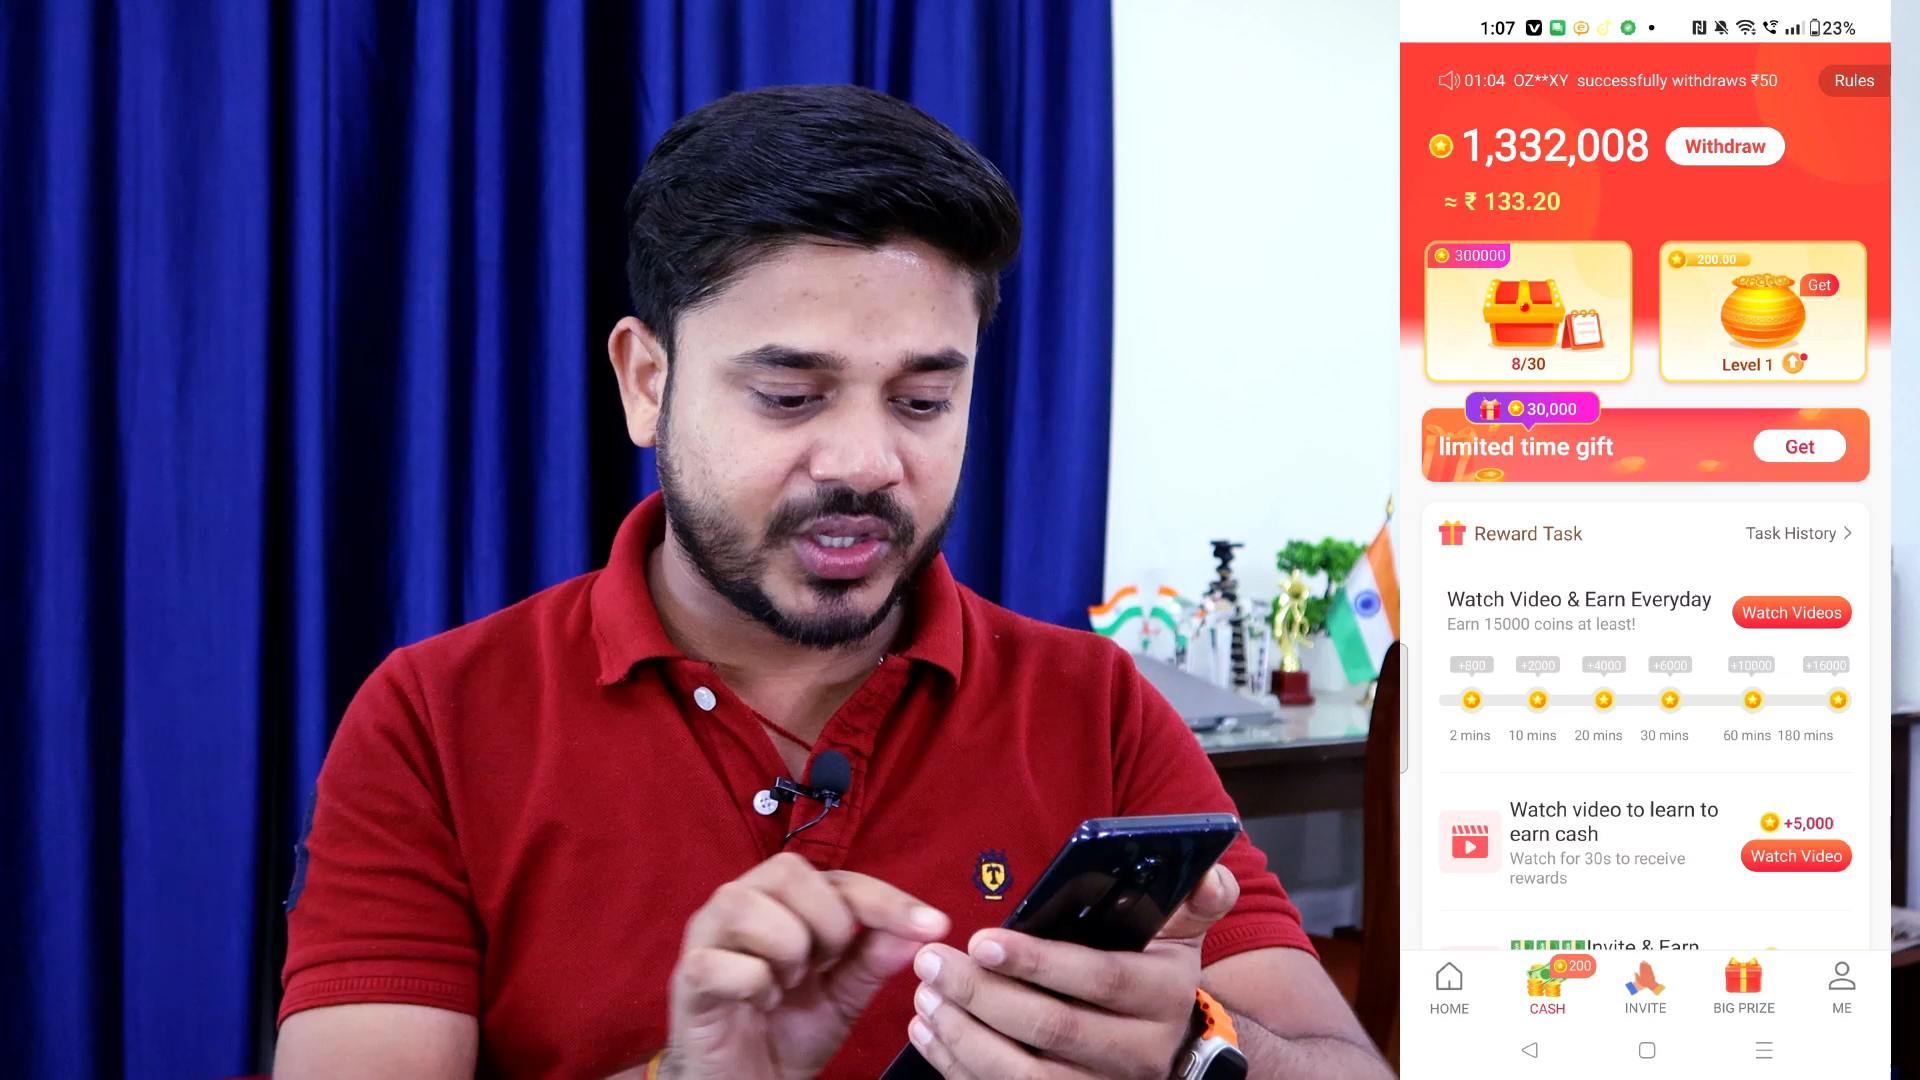 1:07
23%
01:04 OZ**XY successfully withdraws ₹50
Rules
1,332,008
Withdraw
≈ ₹ 133.20
300000
8/30
200.00
Get
Level 1
30,000
limited time gift
Get
Reward Task
Task History >
Watch Video & Earn Everyday
Earn 15000 coins at least!
Watch Videos
+800 +2000 +4000 +6000 +10000 +16000
2 mins 10 mins 20 mins 30 mins 60 mins 180 mins
Watch video to learn to
earn cash
Watch for 30s to receive
rewards
+5,000
Watch Video
Invite & Earn
200
HOME
CASH
INVITE
BIG PRIZE
ME
T